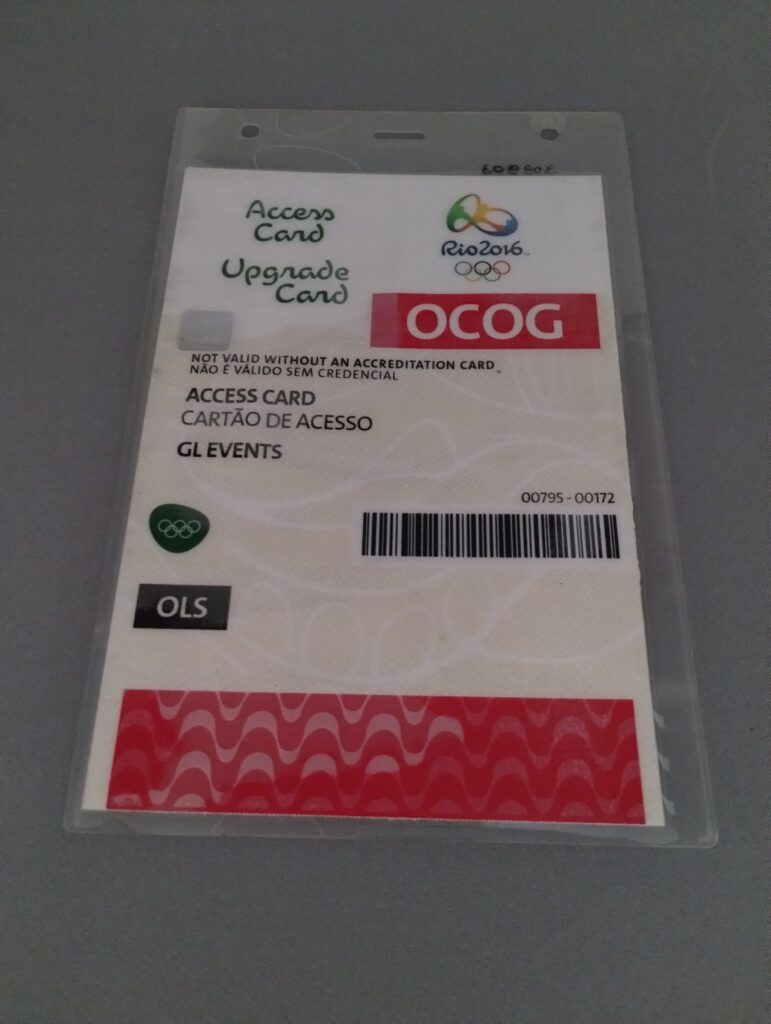 Access
Card
Upgrade
Card
Rio2016™
OCOG
NOT VALID WITHOUT AN ACCREDITATION CARD
NÃO É VÁLIDO SEM CREDENCIAL
ACCESS CARD
CARTÃO DE ACESSO
GL EVENTS
00795-00172
OLS